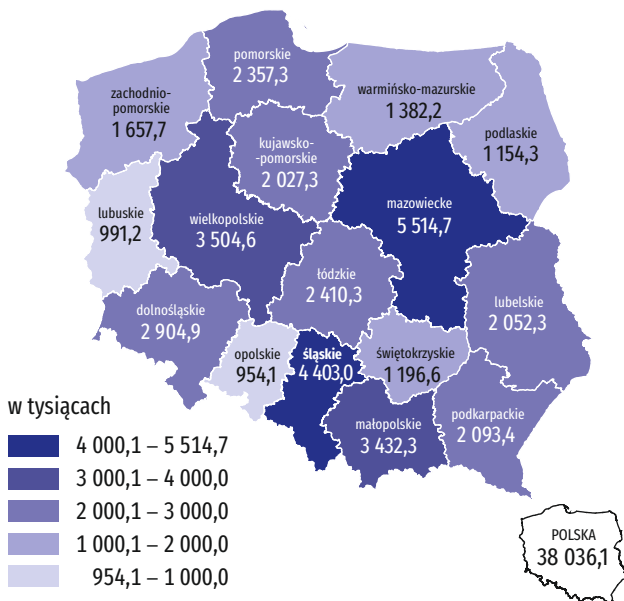 pomorskie
2 357,3
warmińsko-mazurskie
1 382,2
zachodnio-
pomorskie
1 657,7
podlaskie
1 154,3
kujawsko-
-pomorskie
2 027,3
mazowieckie
5 514,7
lubuskie
991,2
wielkopolskie
3 504,6
łódzkie
2 410,3
lubelskie
2 052,3
dolnośląskie
2 904,9
opolskie
954,1
śląskie
4 403,0
świętokrzyskie
1 196,6
małopolskie
3 432,3
podkarpackie
2 093,4
w tysiącach
4 000,1 – 5 514,7
3 000,1 – 4 000,0
2 000,1 – 3 000,0
1 000,1 – 2 000,0
954,1 – 1 000,0
POLSKA
38 036,1